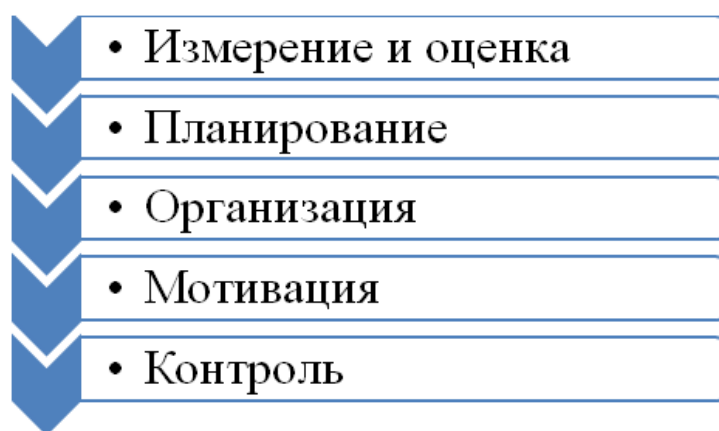 • Измерение и оценка
• Планирование
• Организация
• Мотивация
• Контроль